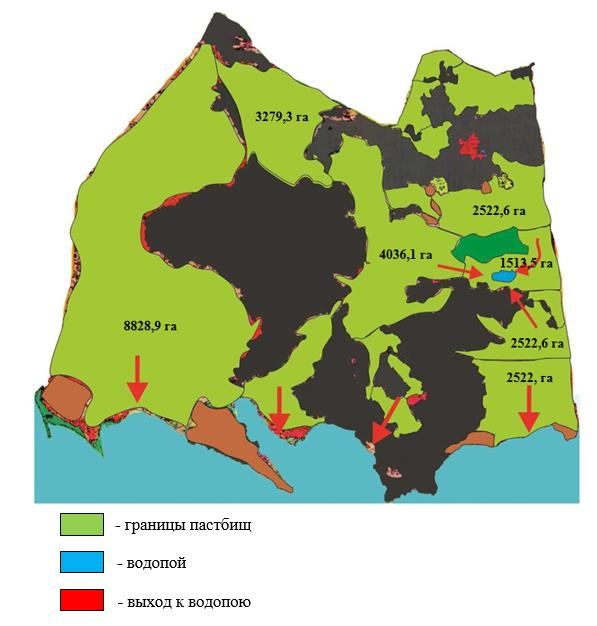 3279,3 га
2522,6 га
4036,1 га
1513,5 га
8828,9 га
2522,6 га
2522, га
- границы пастбищ
- водопой
- выход к водопою